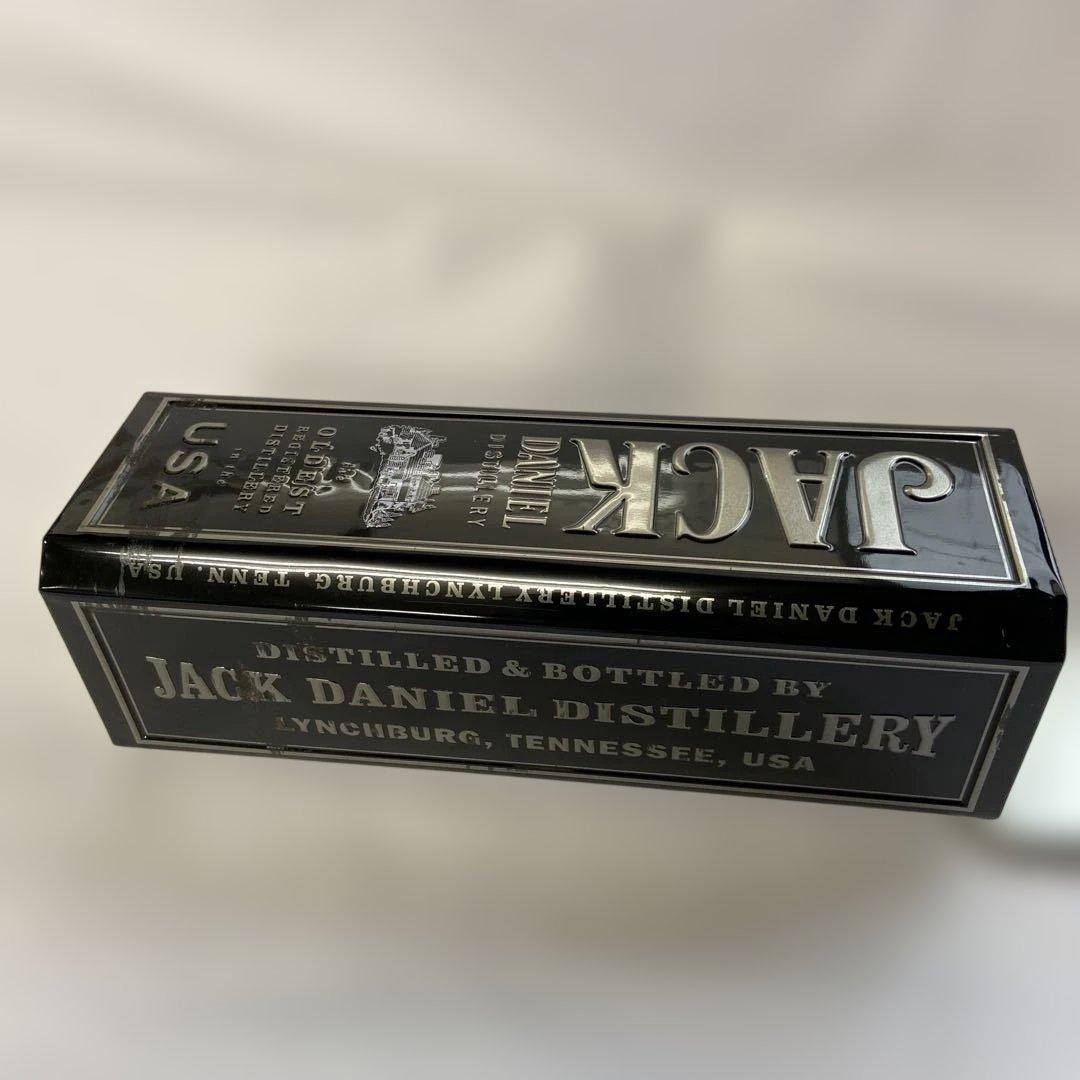 JACK
DANIEL
DISTILLERY
the
OLDEST
REGISTERED
DISTILLERY
in the
USA
JACK DANIEL DISTILLERY LYNCHBURG, TENN. USA
DISTILLED & BOTTLED BY
JACK DANIEL DISTILLERY
LYNCHBURG, TENNESSEE, USA